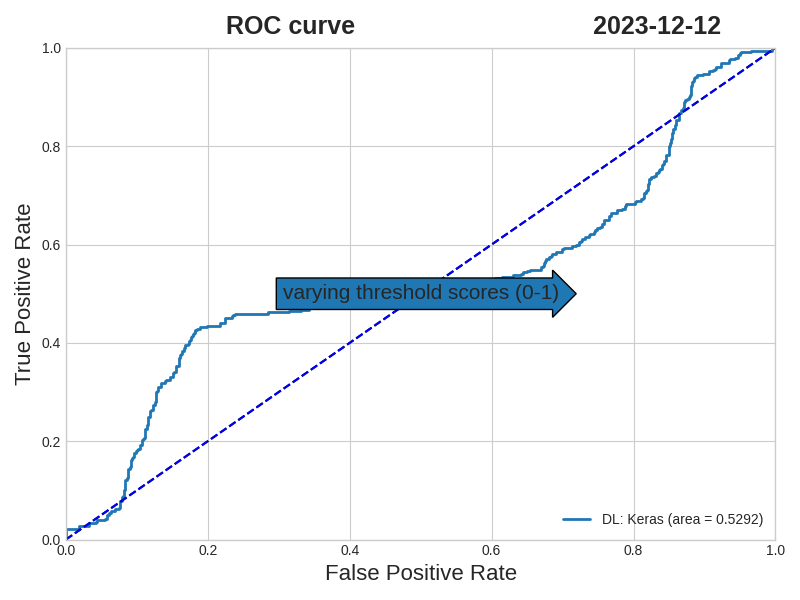 ROC curve 2023-12-12
True Positive Rate
1.0
0.8
0.6
0.4
0.2
0.0
varying threshold scores (0-1)
DL: Keras (area = 0.5292)
0.0 0.2 0.4 0.6 0.8 1.0
False Positive Rate